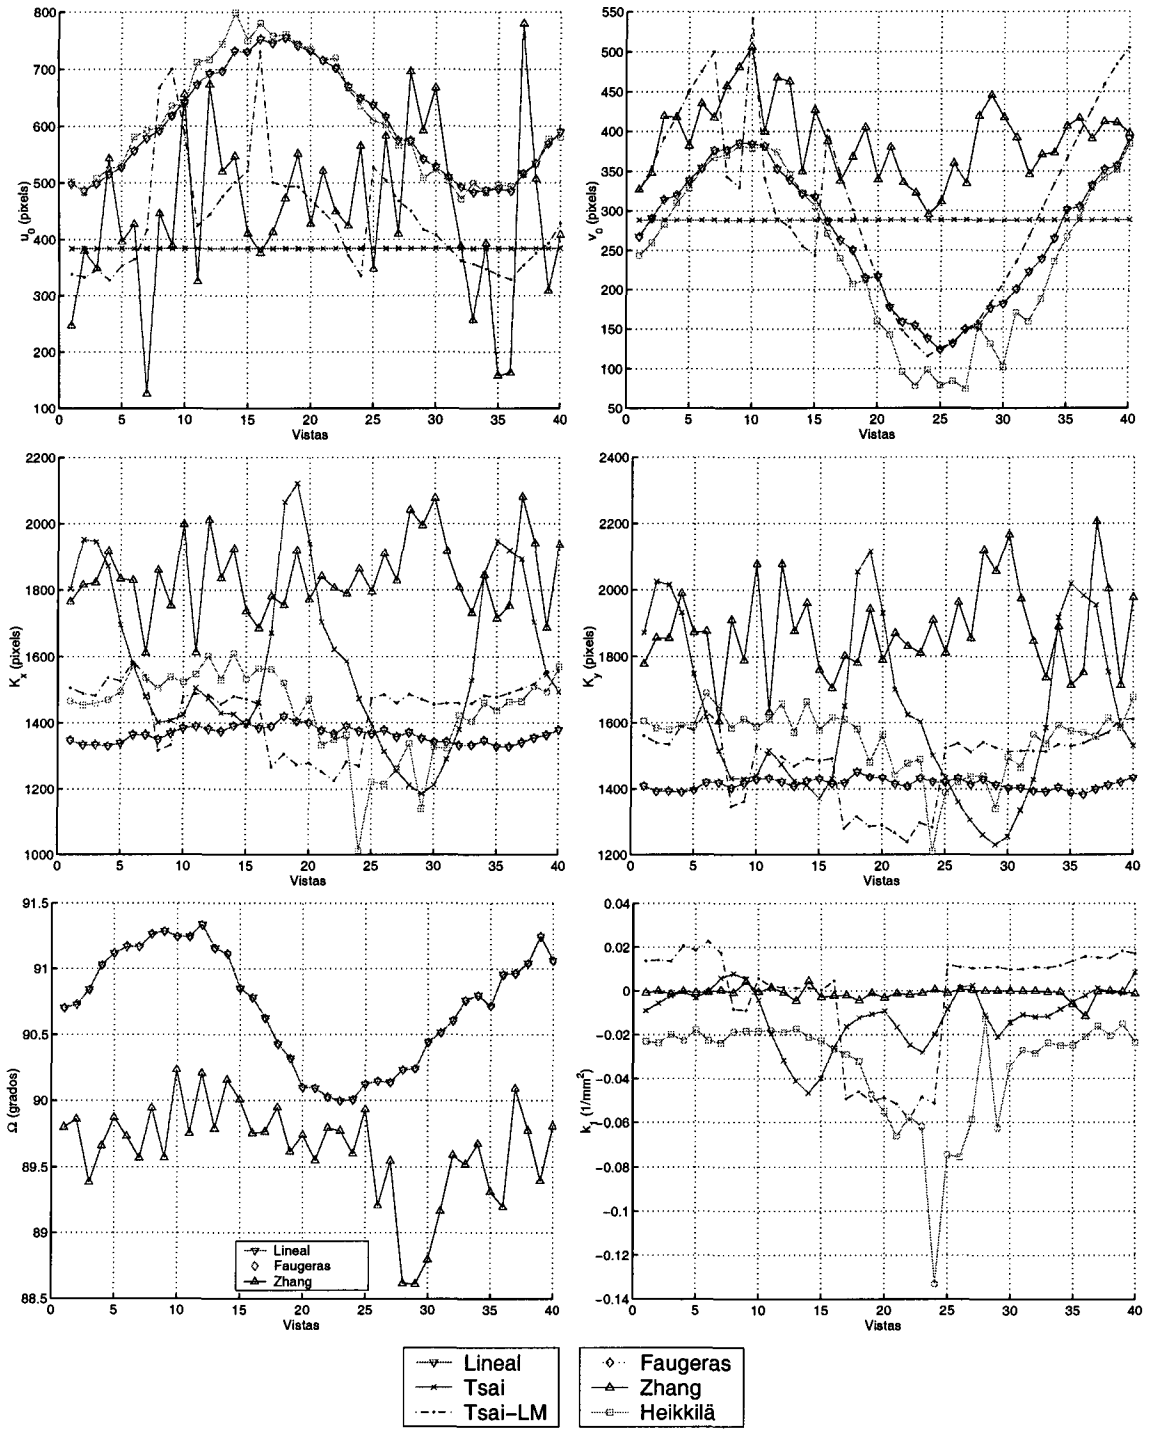 800
700
600
500
400
300
200
100
u0 (pixels)
0 5 10 15 20 25 30 35 40
Vistas
550
500
450
400
350
300
250
200
150
100
50
v0 (pixels)
0 5 10 15 20 25 30 35 40
Vistas
2200
2000
1800
1600
1400
1200
1000
Kx (pixels)
0 5 10 15 20 25 30 35 40
Vistas
2400
2200
2000
1800
1600
1400
1200
Ky (pixels)
0 5 10 15 20 25 30 35 40
Vistas
91.5
91
90.5
90
89.5
89
88.5
Ω (grados)
Lineal
Faugeras
Zhang
0 5 10 15 20 25 30 35 40
Vistas
0.04
0.02
0
−0.02
−0.04
−0.06
−0.08
−0.1
−0.12
−0.14
(1/mm²)
0 5 10 15 20 25 30 35 40
Vistas
Lineal
Tsai
Tsai−LM
Faugeras
Zhang
Heikkilä